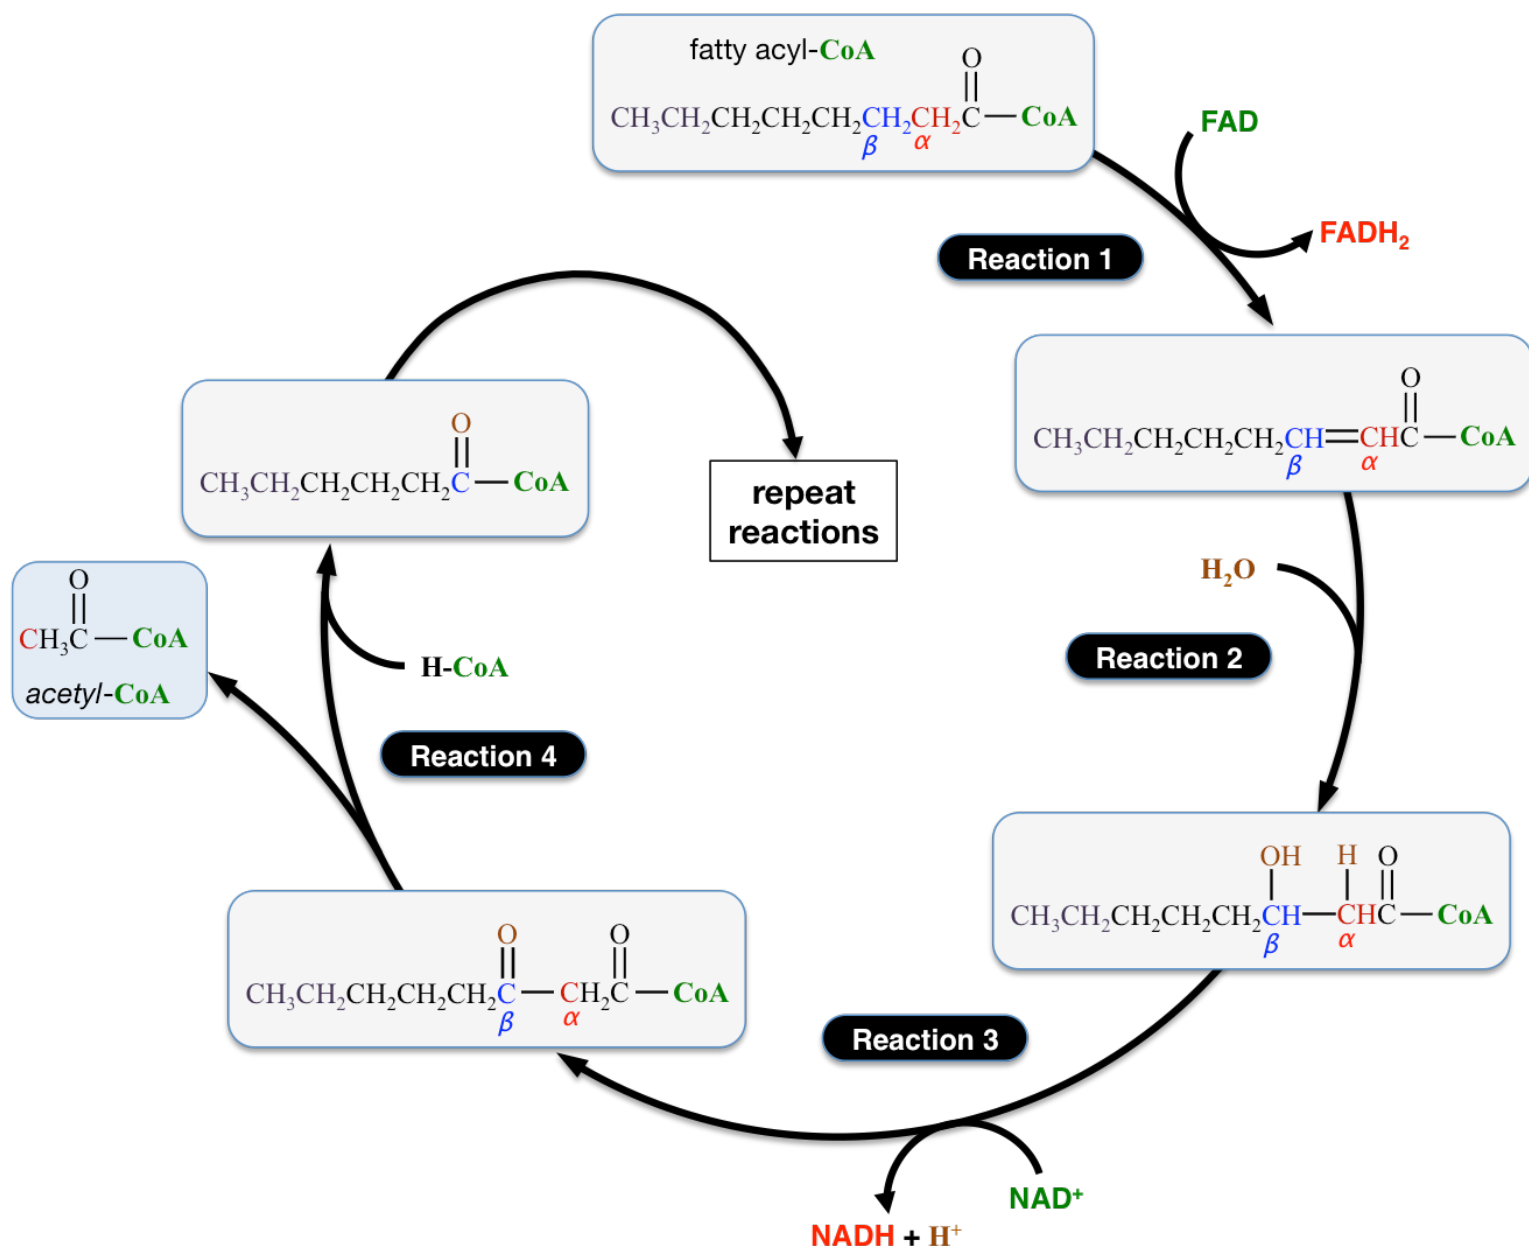 fatty acyl-CoA
O
CH₃CH₂CH₂CH₂CH₂CH₂CH₂C—CoA
β α
FAD
FADH₂
Reaction 1
O
CH₃CH₂CH₂CH₂CH₂CH=CHC—CoA
β α
H₂O
Reaction 2
OH H O
CH₃CH₂CH₂CH₂CH₂CH—CHC—CoA
β α
Reaction 3
NAD⁺
NADH + H⁺
O O
CH₃CH₂CH₂CH₂CH₂C—CH₂C—CoA
β α
Reaction 4
H-CoA
O
CH₃C—CoA
acetyl-CoA
O
CH₃CH₂CH₂CH₂CH₂C—CoA
repeat
reactions